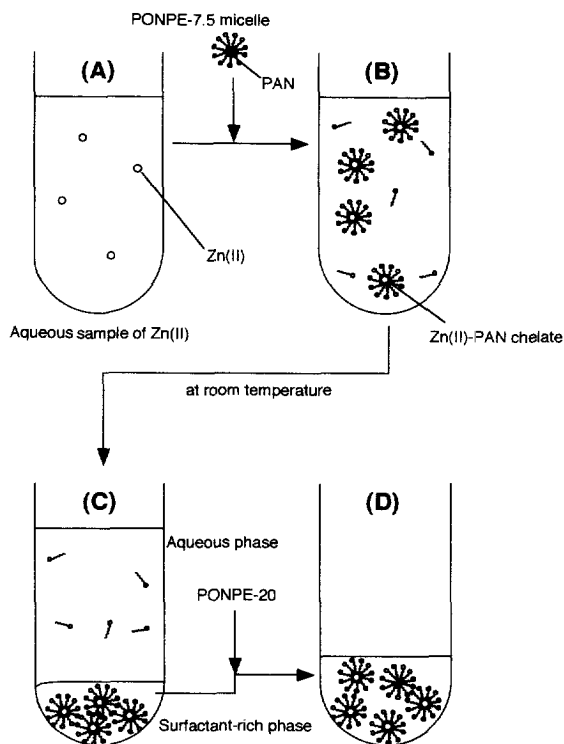 PONPE-7.5 micelle
(A)
PAN
(B)
Zn(II)
Aqueous sample of Zn(II)
Zn(II)-PAN chelate
at room temperature
(C)
(D)
Aqueous phase
PONPE-20
Surfactant-rich phase